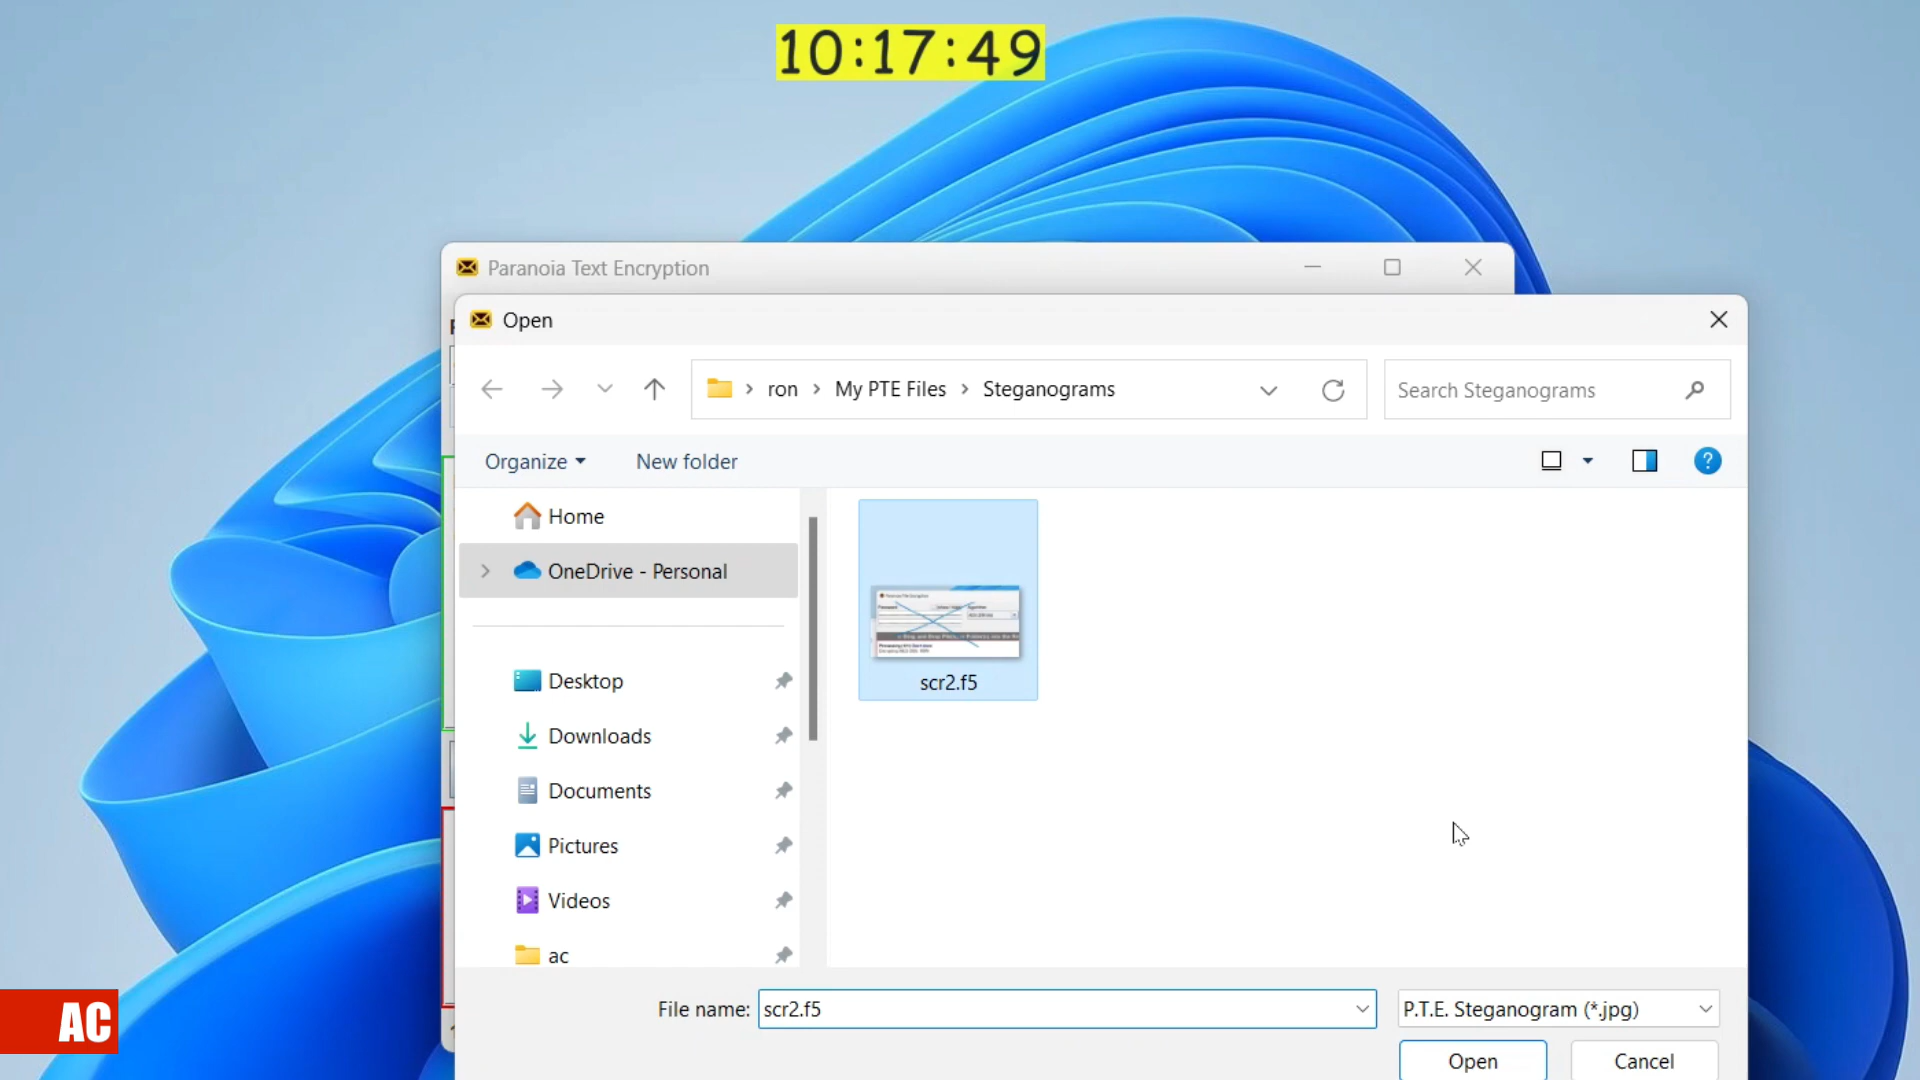 10:17:49
Paranoia Text Encryption
Open
ron
My PTE Files
Steganograms
Search Steganograms
Organize
New folder
?
Home
OneDrive - Personal
Desktop
Downloads
Documents
Pictures
Videos
ac
scr2.f5
File name:
scr2.f5
P.T.E. Steganogram (*.jpg)
Open
Cancel
AC